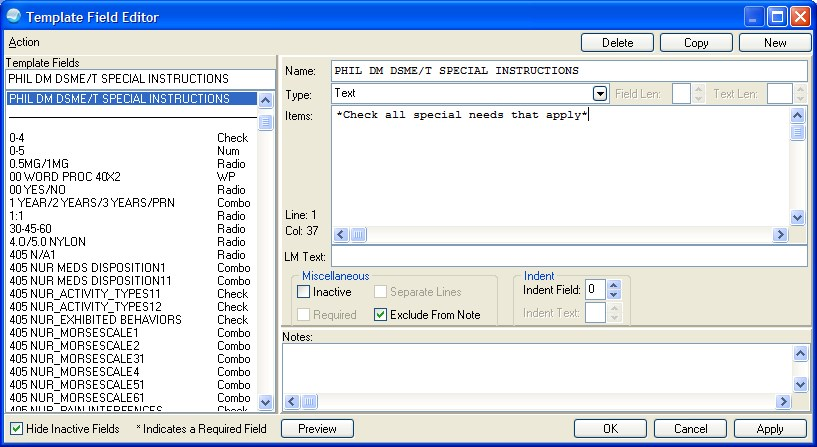 Template Field Editor
Action
Delete
Copy
New
Template Fields
PHIL DM DSME/T SPECIAL INSTRUCTIONS
PHIL DM DSME/T SPECIAL INSTRUCTIONS
0-4 Check
0-5 Num
0.5MG/1MG Radio
00 WORD PROC 40X2 WP
00 YES/NO Radio
1 YEAR/2 YEARS/3 YEARS/PRN Combo
1:1 Radio
30-45-60 Radio
4.0/5.0 NYLON Radio
405 N/A1 Radio
405 NUR MEDS DISPOSITION1 Combo
405 NUR MEDS DISPOSITION11 Combo
405 NUR_ACTIVITY_TYPES11 Check
405 NUR_ACTIVITY_TYPES12 Check
405 NUR_EXHIBITED BEHAVIORS Check
405 NUR_MORSESCALE1 Combo
405 NUR_MORSESCALE2 Combo
405 NUR_MORSESCALE31 Combo
405 NUR_MORSESCALE4 Combo
405 NUR_MORSESCALE51 Combo
405 NUR_MORSESCALE61 Combo
Name: PHIL DM DSME/T SPECIAL INSTRUCTIONS
Type: Text Field Len: Text Len:
Items: *Check all special needs that apply*
Line: 1
Col: 37
LM Text:
Miscellaneous
Inactive
Separate Lines
Required
Exclude From Note
Indent
Indent Field: 0
Indent Text:
Notes:
Hide Inactive Fields
* Indicates a Required Field
Preview
OK
Cancel
Apply